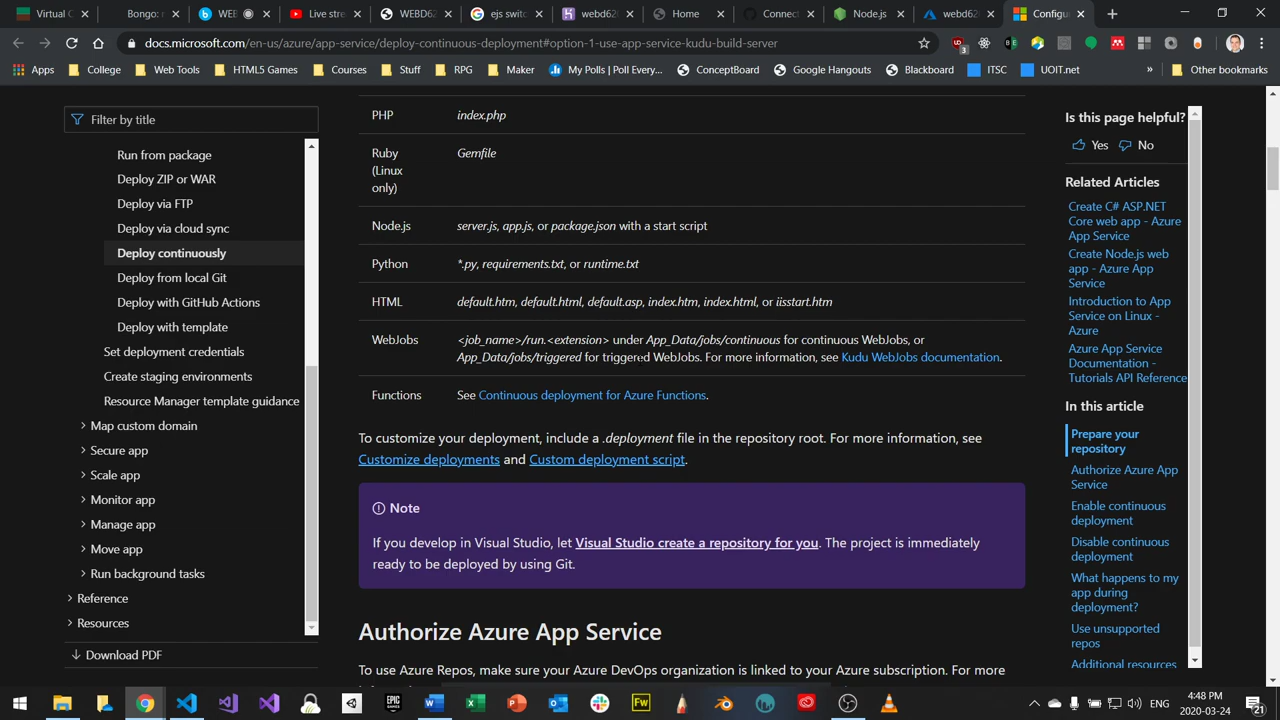 Virtual C
Bongo: m
WEB
Live stre
WEBD62
ejs switc
webd62
Home
Connect
Node.js
webd62
Configu
docs.microsoft.com/en-us/azure/app-service/deploy-continuous-deployment#option-1-use-app-service-kudu-build-server
3
Apps
College
Web Tools
HTML5 Games
Courses
Stuff
RPG
Maker
My Polls | Poll Every...
ConceptBoard
Google Hangouts
Blackboard
ITSC
UOIT.net
»
Other bookmarks
Filter by title
Run from package
Deploy ZIP or WAR
Deploy via FTP
Deploy via cloud sync
Deploy continuously
Deploy from local Git
Deploy with GitHub Actions
Deploy with template
Set deployment credentials
Create staging environments
Resource Manager template guidance
Map custom domain
Secure app
Scale app
Monitor app
Manage app
Move app
Run background tasks
Reference
Resources
Download PDF
PHP
index.php
Ruby
(Linux
only)
Gemfile
Node.js
server.js, app.js, or package.json with a start script
Python
*.py, requirements.txt, or runtime.txt
HTML
default.htm, default.html, default.asp, index.htm, index.html, or iisstart.htm
WebJobs
<job_name>/run.<extension> under App_Data/jobs/continuous for continuous WebJobs, or
App_Data/jobs/triggered for triggered WebJobs. For more information, see Kudu WebJobs documentation.
Functions
See Continuous deployment for Azure Functions.
To customize your deployment, include a .deployment file in the repository root. For more information, see
Customize deployments and Custom deployment script.
Note
If you develop in Visual Studio, let Visual Studio create a repository for you. The project is immediately
ready to be deployed by using Git.
Authorize Azure App Service
To use Azure Repos, make sure your Azure DevOps organization is linked to your Azure subscription. For more
Is this page helpful?
Yes
No
Related Articles
Create C# ASP.NET
Core web app - Azure
App Service
Create Node.js web
app - Azure App
Service
Introduction to App
Service on Linux -
Azure
Azure App Service
Documentation -
Tutorials API Reference
In this article
Prepare your
repository
Authorize Azure App
Service
Enable continuous
deployment
Disable continuous
deployment
What happens to my
app during
deployment?
Use unsupported
repos
Additional resources
Fw
4:48 PM
2020-03-24
21